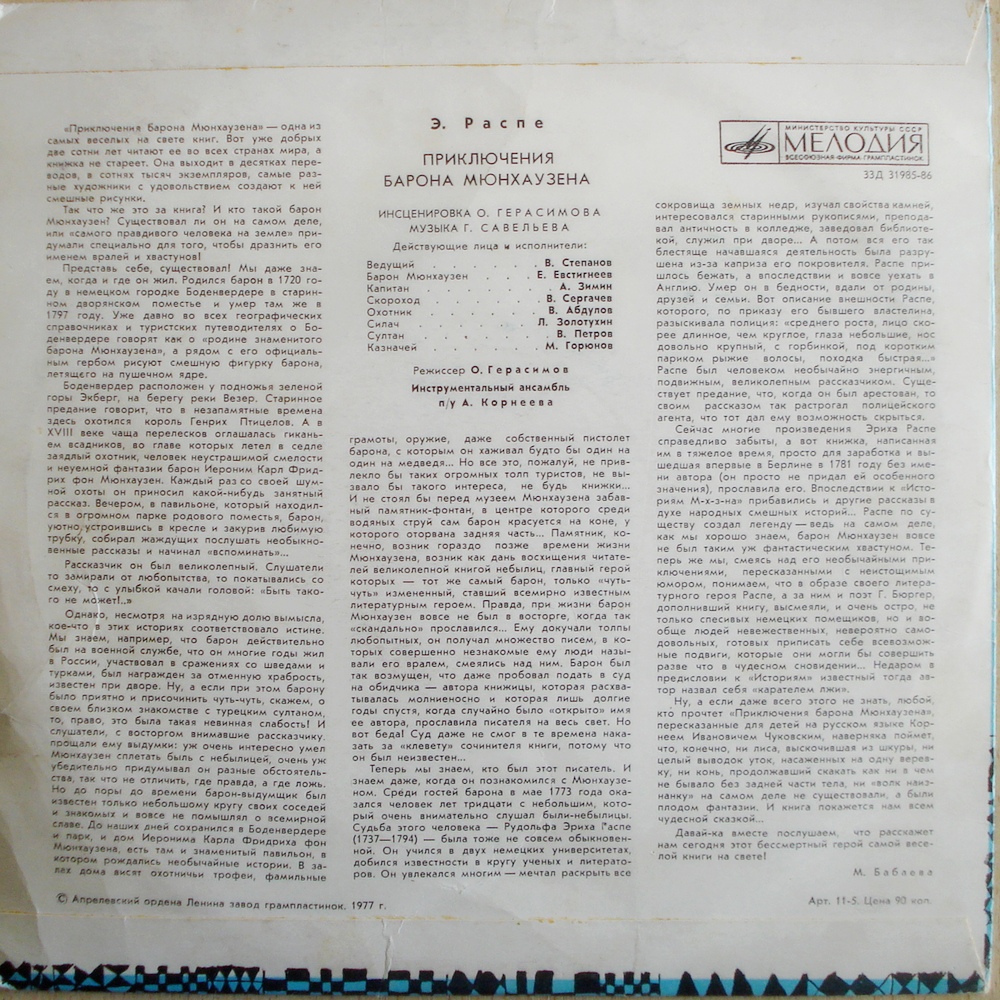 Э. Распе
ПРИКЛЮЧЕНИЯ
БАРОНА МЮНХАУЗЕНА
ИНСЦЕНИРОВКА О. ГЕРАСИМОВА
МУЗЫКА Г. САВЕЛЬЕВА
Действующие лица и исполнители:
Ведущий . . . . . . В. Степанов
Барон Мюнхаузен . . . Е. Евстигнеев
Капитан . . . . . . А. Зимин
Скороход . . . . . В. Сергачев
Охотник . . . . . . В. Абдулов
Силач . . . . . . Л. Золотухин
Султан . . . . . . В. Петров
Казначей . . . . . М. Горюнов
Режиссер О. Герасимов
Инструментальный ансамбль
п/у А. Корнеева
МИНИСТЕРСТВО КУЛЬТУРЫ СССР
МЕЛОДИЯ
ВСЕСОЮЗНАЯ ФИРМА ГРАМПЛАСТИНОК
33Д 31985-86
«Приключения барона Мюнхаузена» — одна из
самых веселых на свете книг. Вот уже добрых
две сотни лет читают ее во всех странах мира, а
книжка не стареет. Она выходит в десятках пере-
водов, в сотнях тысяч экземпляров, самые раз-
ные художники с удовольствием создают к ней
смешные рисунки.
Так что же это за книга? И кто такой барон
Мюнхаузен? Существовал ли он на самом деле,
или «самого правдивого человека на земле» при-
думали специально для того, чтобы дразнить его
именем вралей и хвастунов!
Представь себе, существовал! Мы даже зна-
ем, когда и где он жил. Родился барон в 1720 го-
ду в немецком городке Боденвердере в старин-
ном дворянском поместье и умер там же в
1797 году. Уже давно во всех географических
справочниках и туристских путеводителях о Бо-
денвердере говорят как о «родине знаменитого
барона Мюнхаузена», а рядом с его официаль-
ным гербом рисуют смешную фигурку барона,
летящего на пушечном ядре.
Боденвердер расположен у подножья зеленой
горы Экберг, на берегу реки Везер. Старинное
предание говорит, что в незапамятные времена
здесь охотился король Генрих Птицелов. А в
XVIII веке чаща перелесков оглашалась гикань-
ем всадников, во главе которых летел в седле
заядлый охотник, человек неустрашимой смелости
и неуемной фантазии барон Иероним Карл Фрид-
рих фон Мюнхаузен. Каждый раз со своей шум-
ной охоты он приносил какой-нибудь занятный
рассказ. Вечером, в павильоне, который находил-
ся в огромном парке родового поместья, барон,
уютно устроившись в кресле и закурив любимую
трубку, собирал жаждущих послушать необыкно-
венные рассказы и начинал «вспоминать»...
Рассказчик он был великолепный. Слушатели
то замирали от любопытства, то покатывались со
смеху, то с улыбкой качали головой: «Быть тако-
го не может!..»
Однако, несмотря на изрядную долю вымысла,
кое-что в этих историях соответствовало истине.
Мы знаем, например, что барон действительно
был на военной службе, что он многие годы жил
в России, участвовал в сражениях со шведами и
турками, был награжден за отменную храбрость,
известен при дворе. Ну, а если при этом барону
было приятно и присочинить чуть-чуть, скажем, о
своем близком знакомстве с турецким султаном,
то, право, это была такая невинная слабость! И
слушатели, с восторгом внимавшие рассказчику,
прощали ему выдумки: уж очень интересно умел
Мюнхаузен сплетать быль с небылицей, очень уж
убедительно придумывал он разные обстоятель-
ства, так что не отличить, где правда, а где ложь.
Но до поры до времени барон-выдумщик был
известен только небольшому кругу своих соседей
и знакомых и вовсе не помышлял о всемирной
славе. До наших дней сохранился в Боденвердере
и парк, и дом Иеронима Карла Фридриха фон
Мюнхаузена, есть там и знаменитый павильон, в
котором рождались необычайные истории. В за-
лах дома висят охотничьи трофеи, фамильные
грамоты, оружие, даже собственный пистолет
барона, с которым он хаживал будто бы один на
один на медведя... Но все это, пожалуй, не при-
влекло бы таких огромных толп туристов, не вы-
звало бы такого интереса, не будь книжки...
И не стоял бы перед музеем Мюнхаузена забав-
ный памятник-фонтан, в центре которого среди
водяных струй сам барон красуется на коне, у
которого оторвана задняя часть... Памятник, ко-
нечно, возник гораздо позже времени жизни
Мюнхаузена, возник как дань восхищения читате-
лей великолепной книгой небылиц, главный герой
которых — тот же самый барон, только «чуть-
чуть» измененный, ставший всемирно известным
литературным героем. Правда, при жизни барон
Мюнхаузен вовсе не был в восторге, когда так
«скандально» прославился... Ему докучали толпы
любопытных, он получал множество писем, в ко-
торых совершенно незнакомые ему люди назы-
вали его вралем, смеялись над ним. Барон был
так возмущен, что даже пробовал подать в суд
на обидчика — автора книжицы, которая расхва-
тывалась молниеносно и которая лишь долгие
годы спустя, когда случайно было «открыто» имя
ее автора, прославила писателя на весь свет. Но
вот беда! Суд даже не смог в те времена нака-
зать за «клевету» сочинителя книги, потому что
он был неизвестен...
Теперь мы знаем, кто был этот писатель. И
знаем даже, когда он познакомился с Мюнхаузе-
ном. Среди гостей барона в мае 1773 года ока-
зался человек лет тридцати с небольшим, кото-
рый очень внимательно слушал были-небылицы.
Судьба этого человека — Рудольфа Эриха Распе
(1737—1794) — была тоже не совсем обыкновен-
ной. Он учился в двух немецких университетах,
добился известности в кругу ученых и литерато-
ров. Он увлекался многим — мечтал раскрыть все
сокровища земных недр, изучал свойства камней,
интересовался старинными рукописями, препода-
вал античность в колледже, заведовал библиоте-
кой, служил при дворе... А потом вся его так
блестяще начавшаяся деятельность была разру-
шена из-за каприза его покровителя. Распе при-
шлось бежать, а впоследствии и вовсе уехать в
Англию. Умер он в бедности, вдали от родины,
друзей и семьи. Вот описание внешности Распе,
которого, по приказу его бывшего властелина,
разыскивала полиция: «среднего роста, лицо ско-
рее длинное, чем круглое, глаза небольшие, нос
довольно крупный, с горбинкой, под коротким
париком рыжие волосы, походка быстрая...»
Распе был человеком необычайно энергичным,
подвижным, великолепным рассказчиком. Суще-
ствует предание, что, когда он был арестован, то
своим рассказом так растрогал полицейского
агента, что тот дал ему возможность скрыться.
Сейчас многие произведения Эриха Распе
справедливо забыты, а вот книжка, написанная
им в тяжелое время, просто для заработка и вы-
шедшая впервые в Берлине в 1781 году без име-
ни автора (он просто не придал ей особенного
значения), прославила его. Впоследствии к «Исто-
риям М-х-з-на» прибавились и другие рассказы в
духе народных смешных историй... Распе по су-
ществу создал легенду — ведь на самом деле,
как мы хорошо знаем, барон Мюнхаузен вовсе
не был таким уж фантастическим хвастуном. Те-
перь же мы, смеясь над его необычайными при-
ключениями, пересказанными с неистощимым
юмором, понимаем, что в образе своего литера-
турного героя Распе, а за ним и поэт Г. Бюргер,
дополнивший книгу, высмеяли, и очень остро, не
только спесивых немецких помещиков, но и во-
обще людей невежественных, невероятно само-
довольных, готовых приписать себе всевозмож-
ные подвиги, которые они могли бы совершить
разве что в чудесном сновидении... Недаром в
предисловии к «Историям» известный тогда ав-
тор назвал себя «карателем лжи».
Ну, а если даже всего этого не знать, любой,
кто прочтет «Приключения барона Мюнхаузена»,
пересказанные для детей на русском языке Кор-
неем Ивановичем Чуковским, наверняка поймет,
что, конечно, ни лиса, выскочившая из шкуры, ни
целый выводок уток, насаженных на одну верев-
ку, ни конь, продолжавший скакать как ни в чем
не бывало без задней части тела, ни «волк наиз-
нанку» на самом деле не существовали, а были
плодом фантазии. И книга покажется нам всем
чудесной сказкой...
Давай-ка вместе послушаем, что расскажет
нам сегодня этот бессмертный герой самой весе-
лой книги на свете!
М. Бабаева
© Апрелевский ордена Ленина завод грампластинок. 1977 г.
Арт. 11-5. Цена 90 коп.